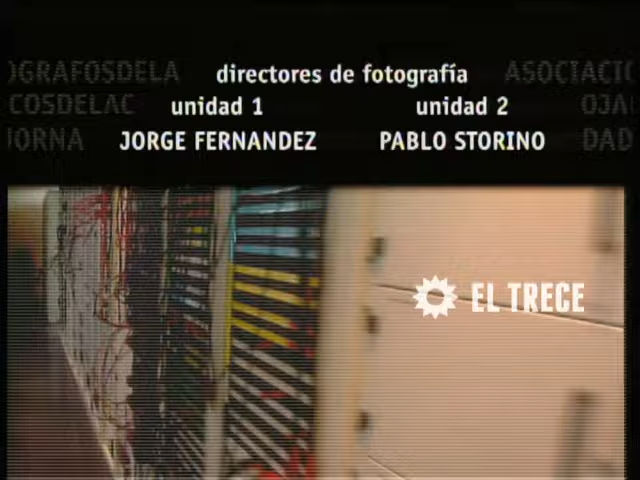 directores de fotografía
unidad 1 unidad 2
JORGE FERNANDEZ PABLO STORINO
EL TRECE